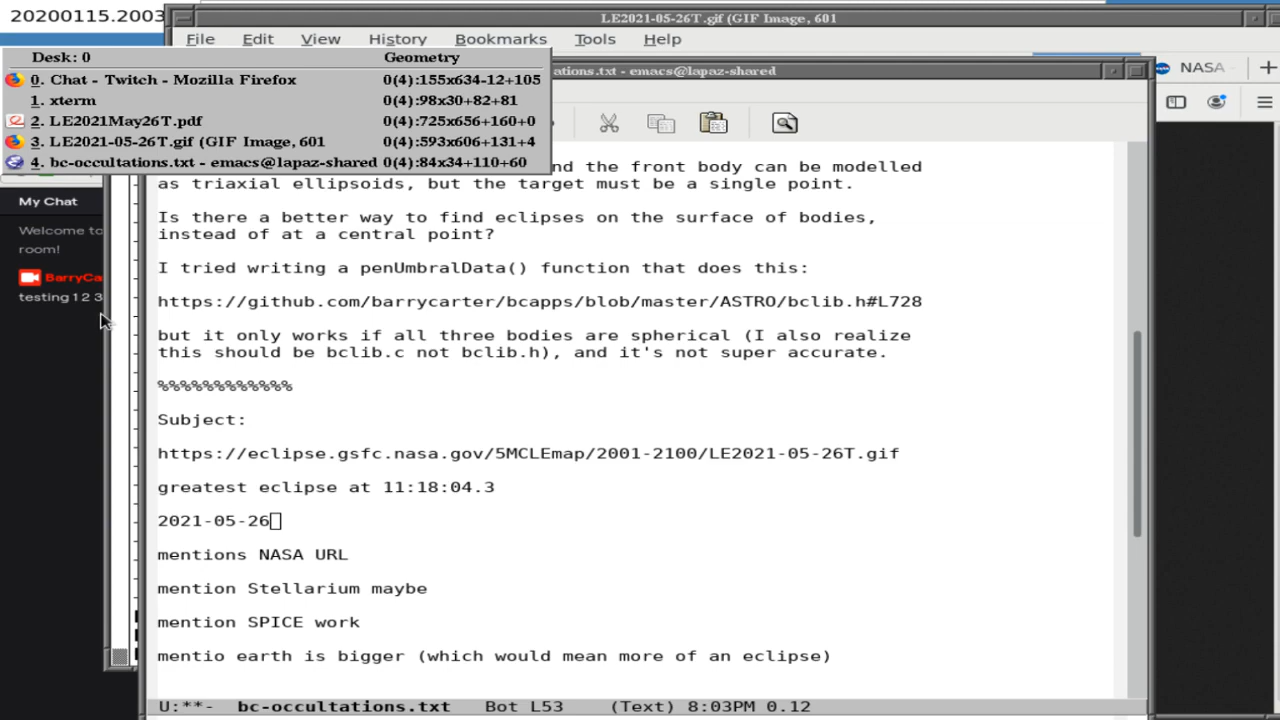 20200115.2003
LE2021-05-26T.gif (GIF Image, 601
File Edit View History Bookmarks Tools Help
Desk: 0 Geometry
0. Chat - Twitch - Mozilla Firefox 0(4):155x634-12+105
1. xterm 0(4):98x30+82+81
2. LE2021May26T.pdf 0(4):725x656+160+0
3. LE2021-05-26T.gif (GIF Image, 601 0(4):593x606+131+4
4. bc-occultations.txt - emacs@lapaz-shared 0(4):84x34+110+60
ations.txt - emacs@lapaz-shared
NASA
My Chat
Welcome to
room!
BarryCa
testing 1 2 3
nd the front body can be modelled
as triaxial ellipsoids, but the target must be a single point.
Is there a better way to find eclipses on the surface of bodies,
instead of at a central point?
I tried writing a penUmbralData() function that does this:
https://github.com/barrycarter/bcapps/blob/master/ASTRO/bclib.h#L728
but it only works if all three bodies are spherical (I also realize
this should be bclib.c not bclib.h), and it's not super accurate.
%%%%%%%%%%%%
Subject:
https://eclipse.gsfc.nasa.gov/5MCLEmap/2001-2100/LE2021-05-26T.gif
greatest eclipse at 11:18:04.3
2021-05-26
mentions NASA URL
mention Stellarium maybe
mention SPICE work
mentio earth is bigger (which would mean more of an eclipse)
U:**- bc-occultations.txt Bot L53 (Text) 8:03PM 0.12